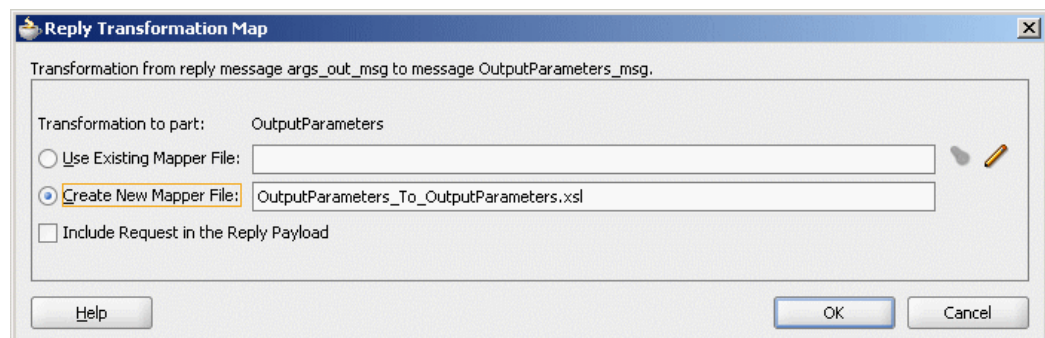 Reply Transformation Map
Transformation from reply message args_out_msg to message OutputParameters_msg.
Transformation to part: OutputParameters
Use Existing Mapper File:
Create New Mapper File: OutputParameters_To_OutputParameters.xsl
Include Request in the Reply Payload
Help OK Cancel